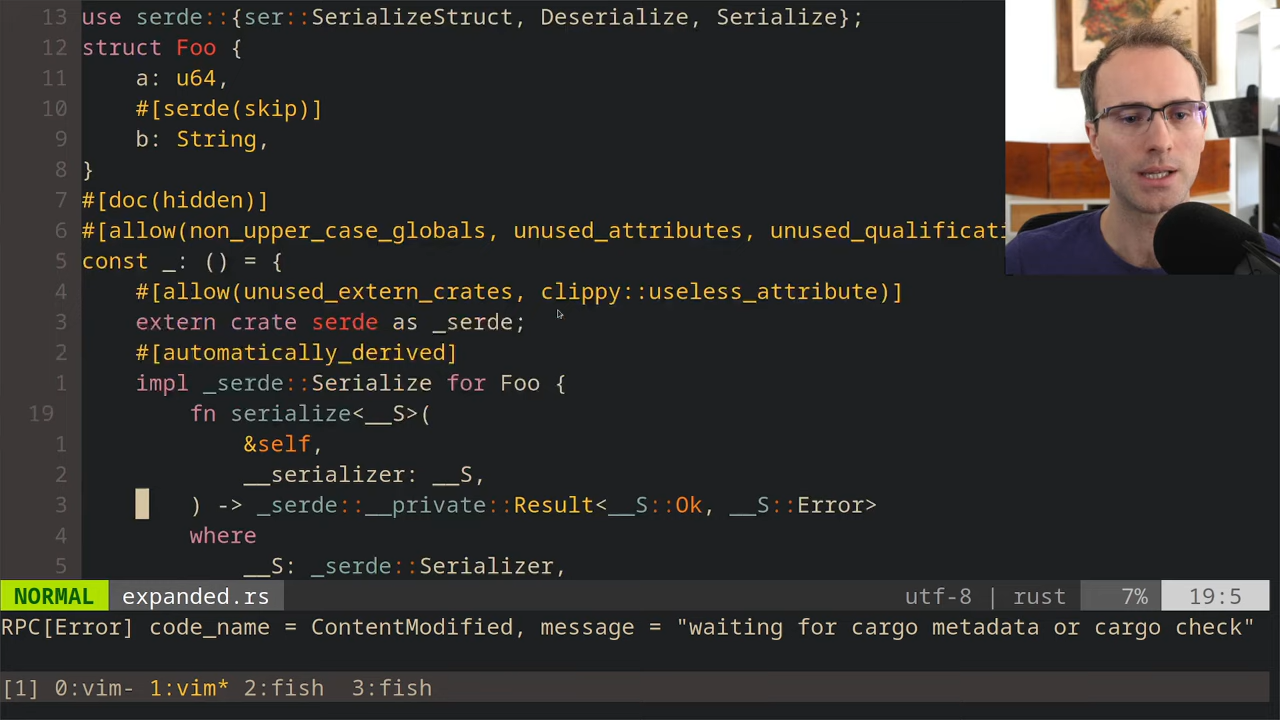 13 use serde::{ser::SerializeStruct, Deserialize, Serialize};
12 struct Foo {
11     a: u64,
10     #[serde(skip)]
9     b: String,
8 }
7 #[doc(hidden)]
6 #[allow(non_upper_case_globals, unused_attributes, unused_qualificati
5 const _: () = {
4     #[allow(unused_extern_crates, clippy::useless_attribute)]
3     extern crate serde as _serde;
2     #[automatically_derived]
1     impl _serde::Serialize for Foo {
19         fn serialize<__S>(
1             &self,
2             __serializer: __S,
3         ) -> _serde::__private::Result<__S::Ok, __S::Error>
4         where
5             __S: _serde::Serializer,
NORMAL expanded.rs utf-8 | rust 7% 19:5
RPC[Error] code_name = ContentModified, message = "waiting for cargo metadata or cargo check"
[1] 0:vim- 1:vim* 2:fish 3:fish